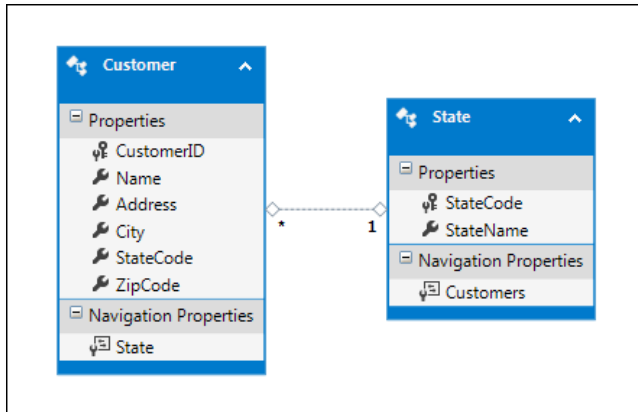 Customer
Properties
CustomerID
Name
Address
City
StateCode
ZipCode
Navigation Properties
State
*
1
State
Properties
StateCode
StateName
Navigation Properties
Customers